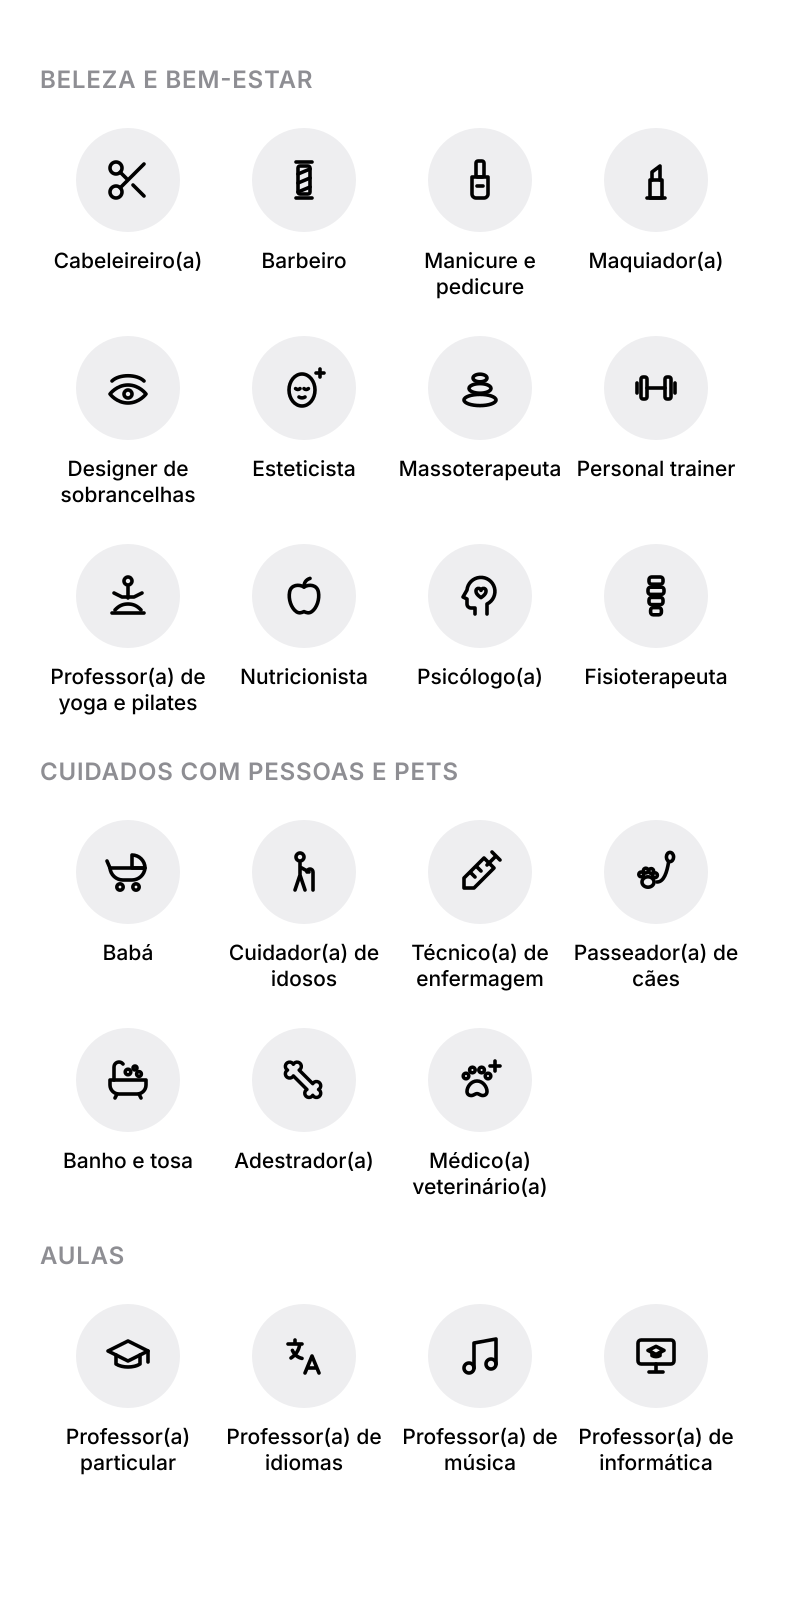 BELEZA E BEM-ESTAR
Cabeleireiro(a)
Barbeiro
Manicure e
pedicure
Maquiador(a)
Designer de
sobrancelhas
Esteticista
Massoterapeuta
Personal trainer
Professor(a) de
yoga e pilates
Nutricionista
Psicólogo(a)
Fisioterapeuta
CUIDADOS COM PESSOAS E PETS
Babá
Cuidador(a) de
idosos
Técnico(a) de
enfermagem
Passeador(a) de
cães
Banho e tosa
Adestrador(a)
Médico(a)
veterinário(a)
AULAS
Professor(a)
particular
Professor(a) de
idiomas
Professor(a) de
música
Professor(a) de
informática